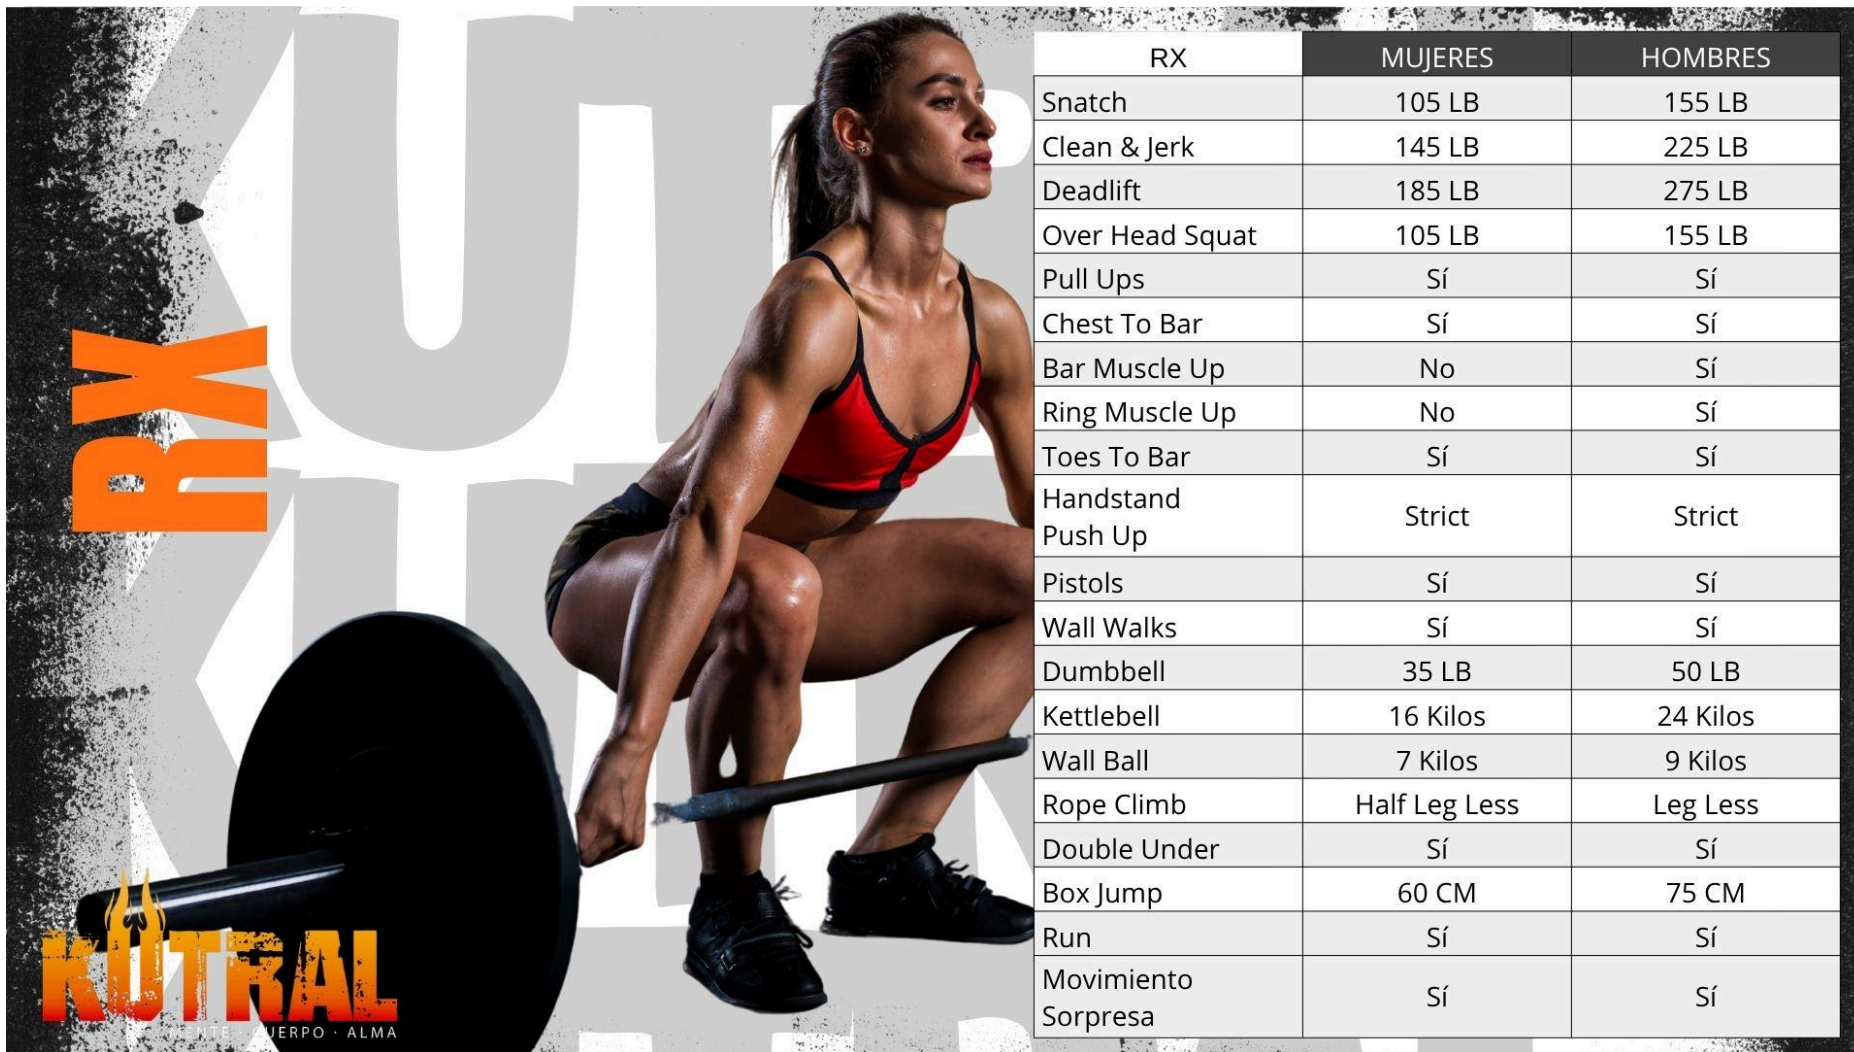 RX
RX MUJERES HOMBRES
Snatch 105 LB 155 LB
Clean & Jerk 145 LB 225 LB
Deadlift 185 LB 275 LB
Over Head Squat 105 LB 155 LB
Pull Ups Sí Sí
Chest To Bar Sí Sí
Bar Muscle Up No Sí
Ring Muscle Up No Sí
Toes To Bar Sí Sí
Handstand
Push Up Strict Strict
Pistols Sí Sí
Wall Walks Sí Sí
Dumbbell 35 LB 50 LB
Kettlebell 16 Kilos 24 Kilos
Wall Ball 7 Kilos 9 Kilos
Rope Climb Half Leg Less Leg Less
Double Under Sí Sí
Box Jump 60 CM 75 CM
Run Sí Sí
Movimiento
Sorpresa Sí Sí
KUTRAL
MENTE · CUERPO · ALMA